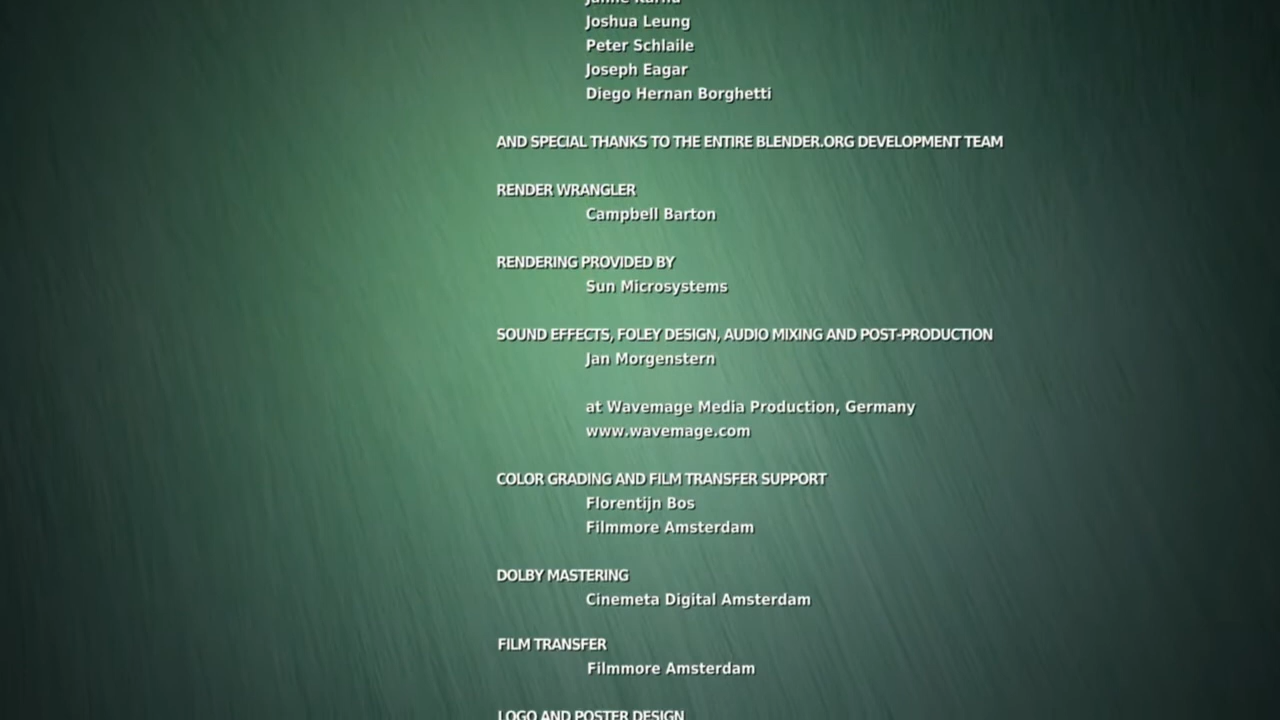 Joshua Leung
Peter Schlaile
Joseph Eagar
Diego Hernan Borghetti
AND SPECIAL THANKS TO THE ENTIRE BLENDER.ORG DEVELOPMENT TEAM
RENDER WRANGLER
Campbell Barton
RENDERING PROVIDED BY
Sun Microsystems
SOUND EFFECTS, FOLEY DESIGN, AUDIO MIXING AND POST-PRODUCTION
Jan Morgenstern
at Wavemage Media Production, Germany
www.wavemage.com
COLOR GRADING AND FILM TRANSFER SUPPORT
Florentijn Bos
Filmmore Amsterdam
DOLBY MASTERING
Cinemeta Digital Amsterdam
FILM TRANSFER
Filmmore Amsterdam
LOGO AND POSTER DESIGN